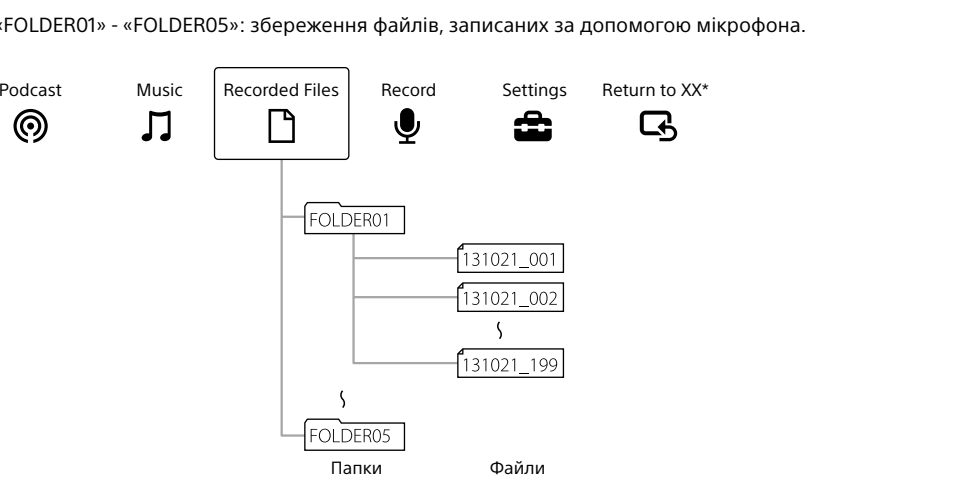 «FOLDER01» - «FOLDER05»: збереження файлів, записаних за допомогою мікрофона.
Podcast Music Recorded Files Record Settings Return to XX*
FOLDER01
131021_001
131021_002
131021_199
FOLDER05
Папки Файли